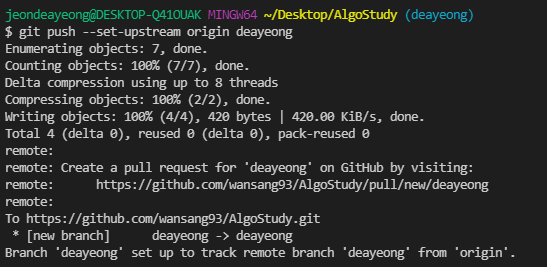 jeondeayeong@DESKTOP-Q41OUAK MINGW64 ~/Desktop/AlgoStudy (deayeong)
$ git push --set-upstream origin deayeong
Enumerating objects: 7, done.
Counting objects: 100% (7/7), done.
Delta compression using up to 8 threads
Compressing objects: 100% (2/2), done.
Writing objects: 100% (4/4), 420 bytes | 420.00 KiB/s, done.
Total 4 (delta 0), reused 0 (delta 0), pack-reused 0
remote:
remote: Create a pull request for 'deayeong' on GitHub by visiting:
remote:      https://github.com/wansang93/AlgoStudy/pull/new/deayeong
remote:
To https://github.com/wansang93/AlgoStudy.git
 * [new branch]      deayeong -> deayeong
Branch 'deayeong' set up to track remote branch 'deayeong' from 'origin'.